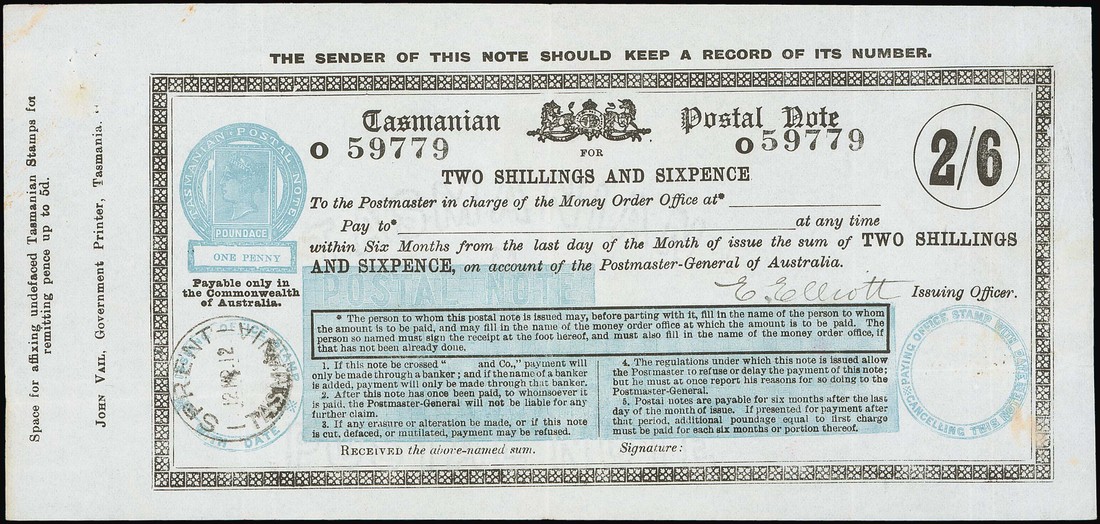 THE SENDER OF THIS NOTE SHOULD KEEP A RECORD OF ITS NUMBER.
Space for affixing undefaced Tasmanian Stamps for
remitting pence up to 5d.
JOHN VAIL, Government Printer, Tasmania.
TASMANIAN POSTAL NOTE
POUNDAGE
ONE PENNY
Payable only in
the Commonwealth
of Australia.
Tasmanian Postal Note
O 59779 FOR O 59779
2/6
TWO SHILLINGS AND SIXPENCE
To the Postmaster in charge of the Money Order Office at*
Pay to* at any time
within Six Months from the last day of the Month of issue the sum of TWO SHILLINGS
AND SIXPENCE, on account of the Postmaster-General of Australia.
POSTAL NOTE
E. Elliott Issuing Officer.
* The person to whom this postal note is issued may, before parting with it, fill in the name of the person to whom
the amount is to be paid, and may fill in the name of the money order office at which the amount is to be paid. The
person so named must sign the receipt at the foot hereof, and must also fill in the name of the money order office, if
that has not been already done.
1. If this note be crossed " and Co.," payment will
only be made through a banker; and if the name of a banker
is added, payment will only be made through that banker.
2. After this note has once been paid, to whomsoever it
is paid, the Postmaster-General will not be liable for any
further claim.
3. If any erasure or alteration be made, or if this note
is cut, defaced, or mutilated, payment may be refused.
4. The regulations under which this note is issued allow
the Postmaster to refuse or delay the payment of this note;
but he must at once report his reasons for so doing to the
Postmaster-General.
5. Postal notes are payable for six months after the last
day of the month of issue. If presented for payment after
that period, additional poundage equal to first charge
must be paid for each six months or portion thereof.
SPRENT
12
DATE
PAYING OFFICE STAMP WITH DATE
CANCELLING THIS
RECEIVED the above-named sum. Signature: